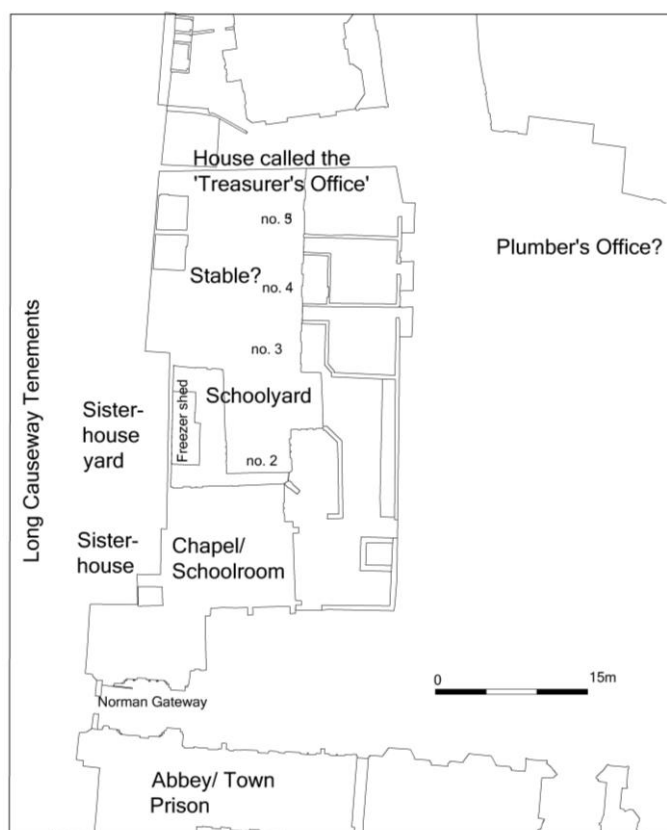 House called the
'Treasurer's Office'
no. 5
Plumber's Office?
Stable?
no. 4
no. 3
Long Causeway Tenements
Sister-
house
yard
Freezer shed
Schoolyard
no. 2
Sister-
house
Chapel/
Schoolroom
0
15m
Norman Gateway
Abbey/ Town
Prison